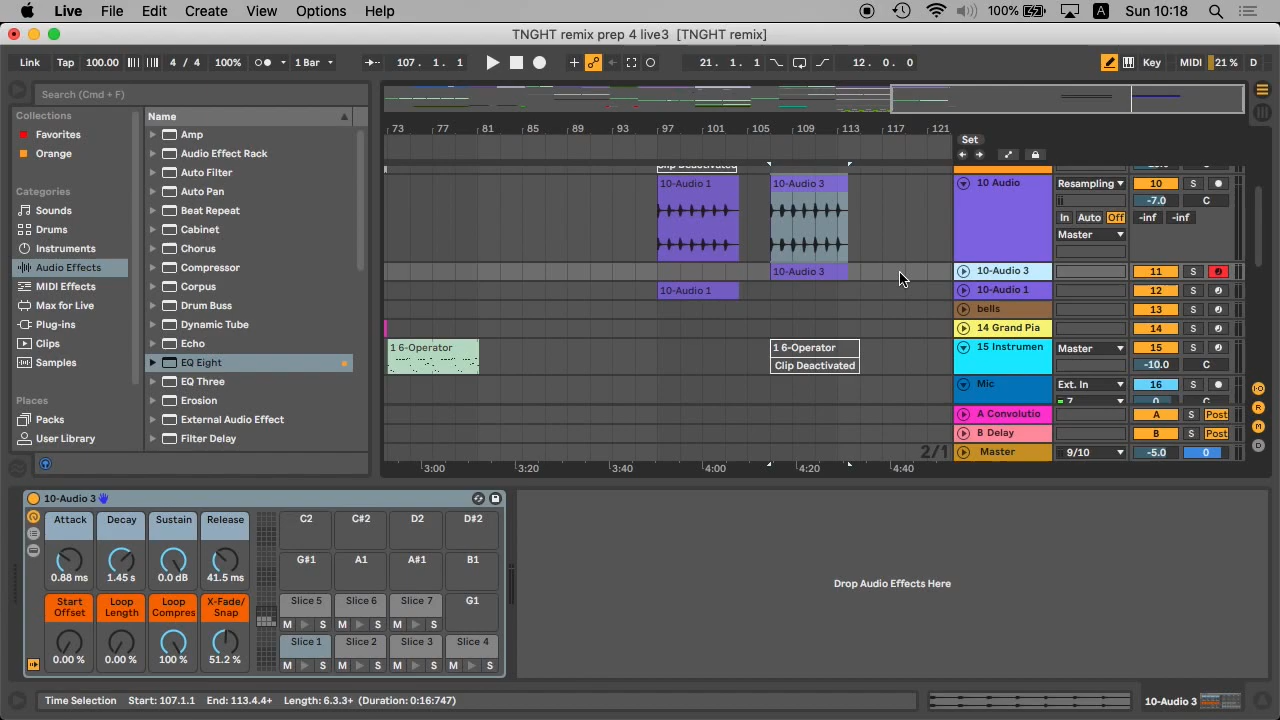 Live File Edit Create View Options Help 100% A Sun 10:18
TNGHT remix prep 4 live3 [TNGHT remix]
Link Tap 100.00 4 / 4 100% 1 Bar 107. 1. 1 21. 1. 1 12. 0. 0 Key MIDI 21 % D
Search (Cmd + F)
Collections
Favorites
Orange
Categories
Sounds
Drums
Instruments
Audio Effects
MIDI Effects
Max for Live
Plug-ins
Clips
Samples
Places
Packs
User Library
Name
Amp
Audio Effect Rack
Auto Filter
Auto Pan
Beat Repeat
Cabinet
Chorus
Compressor
Corpus
Drum Buss
Dynamic Tube
Echo
EQ Eight
EQ Three
Erosion
External Audio Effect
Filter Delay
73 77 81 85 89 93 97 101 105 109 113 117 121
Set
Clip Deactivated
10-Audio 1 10-Audio 3 10 Audio Resampling 10 S
-7.0 C
In Auto Off -inf -inf
Master
10-Audio 3 10-Audio 3 11 S
10-Audio 1 10-Audio 1 12 S
bells 13 S
14 Grand Pia 14 S
1 6-Operator 1 6-Operator 15 Instrumen Master 15 S
Clip Deactivated -10.0 C
Mic Ext. In 16 S
7 0 C
A Convolutio A S Post
B Delay B S Post
2/1 Master 9/10 -5.0 0
3:00 3:20 3:40 4:00 4:20 4:40
I·O
R
M
D
10-Audio 3
Attack Decay Sustain Release
0.88 ms 1.45 s 0.0 dB 41.5 ms
Start Offset Loop Length Loop Compres X-Fade/ Snap
0.00 % 0.00 % 100 % 51.2 %
C2 C#2 D2 D#2
G#1 A1 A#1 B1
Slice 5 Slice 6 Slice 7 G1
M S M S M S
Slice 1 Slice 2 Slice 3 Slice 4
M S M S M S M S
Drop Audio Effects Here
Time Selection Start: 107.1.1 End: 113.4.4+ Length: 6.3.3+ (Duration: 0:16:747)
10-Audio 3